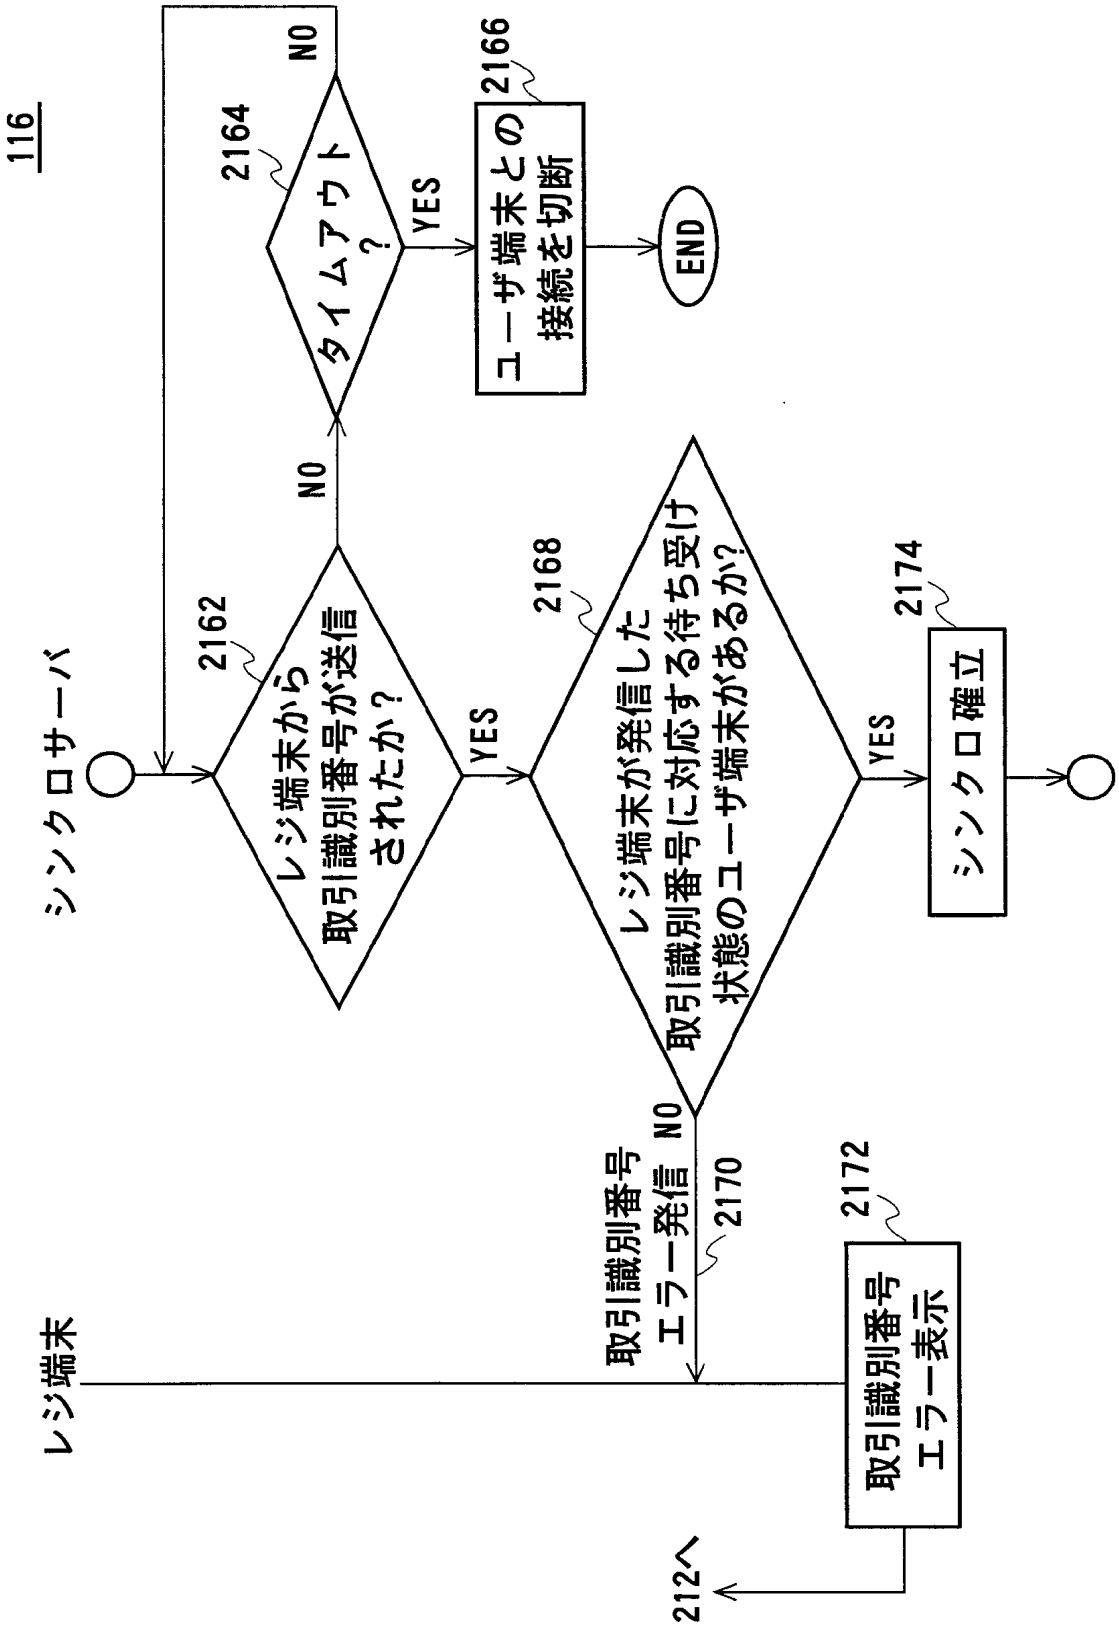 116
レジ端末
シンクロサーバ
2162
レジ端末から
取引識別番号が送信
されたか?
NO
2164
タイムアウト
?
NO
YES
2166
ユーザ端末との
接続を切断
END
YES
2168
レジ端末が発信した
取引識別番号に対応する待ち受け
状態のユーザ端末があるか?
NO
取引識別番号
エラー発信
2170
YES
2172
取引識別番号
エラー表示
212へ
2174
シンクロ確立